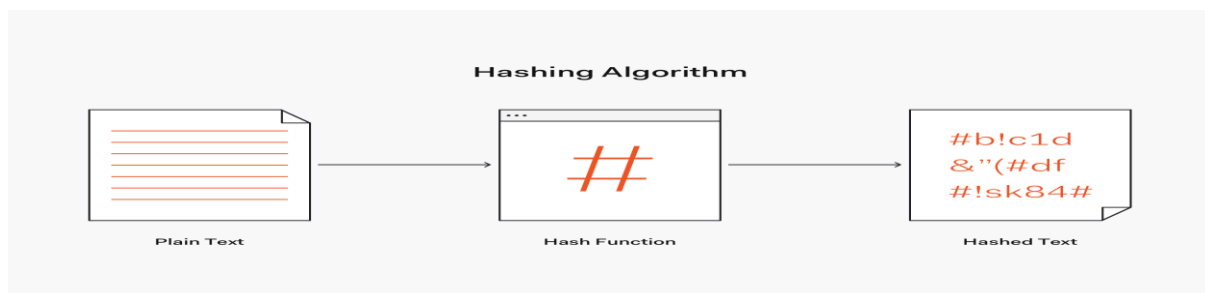 Hashing Algorithm
#
#b!c1d
&”(#df
#!sk84#
Plain Text
Hash Function
Hashed Text